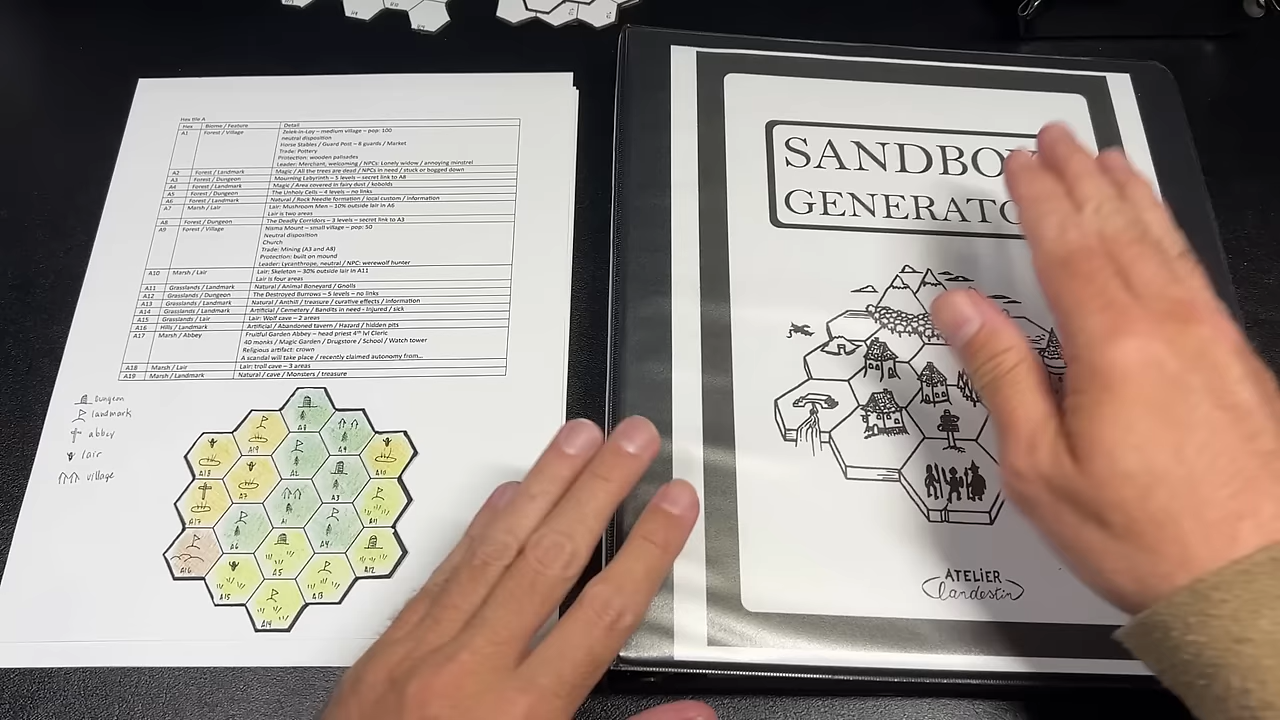 Hex tile A
Hex Biome / Feature Detail
A1 Forest / Village Zelek-in-Lay – medium village – pop: 100
neutral disposition
Horse Stables / Guard Post – 8 guards / Market
Trade: Pottery
Protection: wooden palisades
Leader: Merchant, welcoming / NPCs: Lonely widow / annoying minstrel
A2 Forest / Landmark Magic / All the trees are dead / NPCs in need / stuck or bogged down
A3 Forest / Dungeon Mourning Labyrinth – 5 levels – secret link to A8
A4 Forest / Landmark Magic / Area covered in fairy dust / kobolds
A5 Forest / Dungeon The Unholy Cells – 4 levels – no links
A6 Forest / Landmark Natural / Rock Needle formation / local custom / information
A7 Marsh / Lair Lair: Mushroom Men – 10% outside lair in A6
Lair is two areas
A8 Forest / Dungeon The Deadly Corridors – 3 levels – secret link to A3
A9 Forest / Village Nisma Mount – small village – pop: 50
Neutral disposition
Church
Trade: Mining (A3 and A8)
Protection: built on mound
Leader: Lycanthrope, neutral / NPC: werewolf hunter
A10 Marsh / Lair Lair: Skeleton – 30% outside lair in A11
Lair is four areas
A11 Grasslands / Landmark Natural / Animal Boneyard / Gnolls
A12 Grasslands / Dungeon The Destroyed Burrows – 5 levels – no links
A13 Grasslands / Landmark Natural / Anthill / treasure / curative effects / information
A14 Grasslands / Landmark Artificial / Cemetery / Bandits in need – injured / sick
A15 Grasslands / Lair Lair: Wolf cave – 2 areas
A16 Hills / Landmark Artificial / Abandoned tavern / Hazard / hidden pits
A17 Marsh / Abbey Fruitful Garden Abbey – head priest 4th lvl Cleric
40 monks / Magic Garden / Drugstore / School / Watch tower
Religious artifact: crown
A scandal will take place / recently claimed autonomy from...
A18 Marsh / Lair Lair: troll cave – 3 areas
A19 Marsh / Landmark Natural / cave / Monsters / treasure
Dungeon
landmark
abbey
lair
village
A8
A19 A9
A18 A2 A10
A7 A3
A17 A1 A11
A6 A4
A16 A5 A12
A15 A13
A14
SANDBO
GENERATO
ATELIER
Clandestin